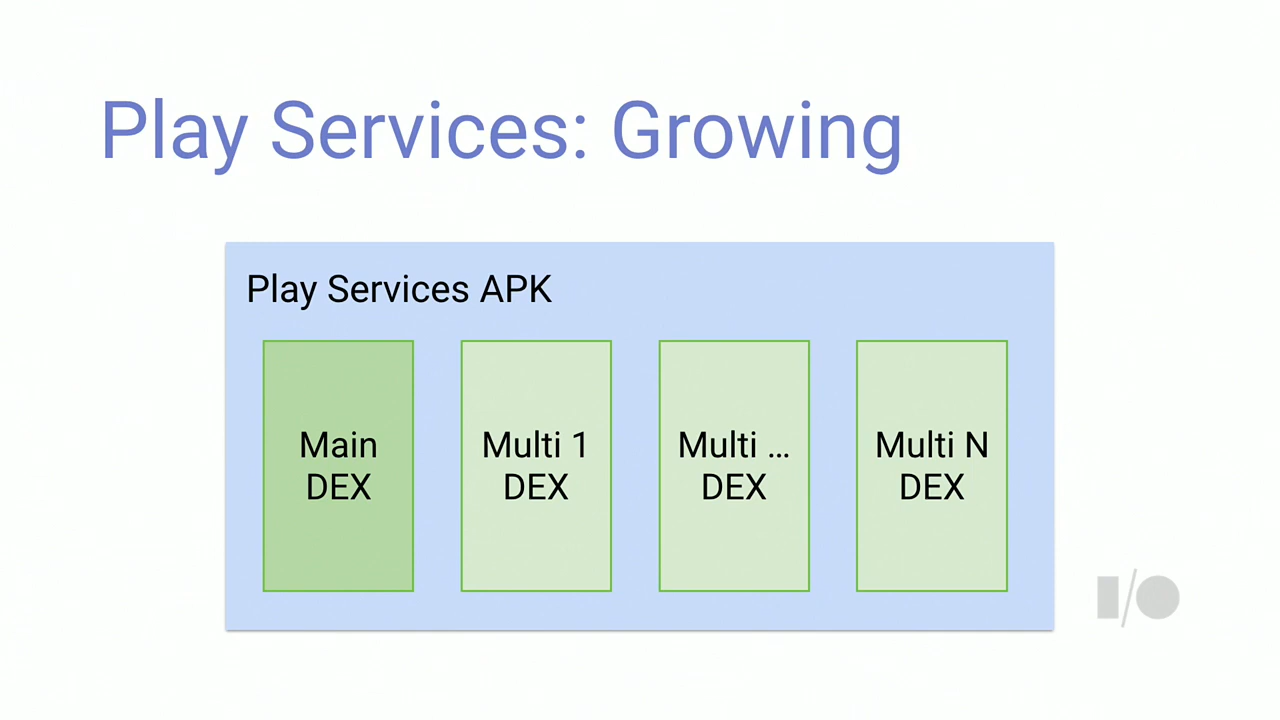 Play Services: Growing
Play Services APK
Main
DEX
Multi 1
DEX
Multi ...
DEX
Multi N
DEX
I/O